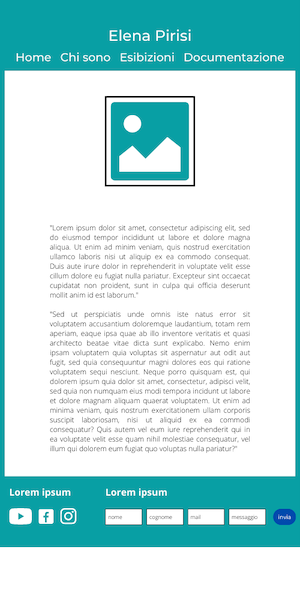 Elena Pirisi
Home Chi sono Esibizioni Documentazione
"Lorem ipsum dolor sit amet, consectetur adipiscing elit, sed
do eiusmod tempor incididunt ut labore et dolore magna
aliqua. Ut enim ad minim veniam, quis nostrud exercitation
ullamco laboris nisi ut aliquip ex ea commodo consequat.
Duis aute irure dolor in reprehenderit in voluptate velit esse
cillum dolore eu fugiat nulla pariatur. Excepteur sint occaecat
cupidatat non proident, sunt in culpa qui officia deserunt
mollit anim id est laborum."
"Sed ut perspiciatis unde omnis iste natus error sit
voluptatem accusantium doloremque laudantium, totam rem
aperiam, eaque ipsa quae ab illo inventore veritatis et quasi
architecto beatae vitae dicta sunt explicabo. Nemo enim
ipsam voluptatem quia voluptas sit aspernatur aut odit aut
fugit, sed quia consequuntur magni dolores eos qui ratione
voluptatem sequi nesciunt. Neque porro quisquam est, qui
dolorem ipsum quia dolor sit amet, consectetur, adipisci velit,
sed quia non numquam eius modi tempora incidunt ut labore
et dolore magnam aliquam quaerat voluptatem. Ut enim ad
minima veniam, quis nostrum exercitationem ullam corporis
suscipit laboriosam, nisi ut aliquid ex ea commodi
consequatur? Quis autem vel eum iure reprehenderit qui in
ea voluptate velit esse quam nihil molestiae consequatur, vel
illum qui dolorem eum fugiat quo voluptas nulla pariatur?"
Lorem ipsum Lorem ipsum
nome cognome mail messaggio invia